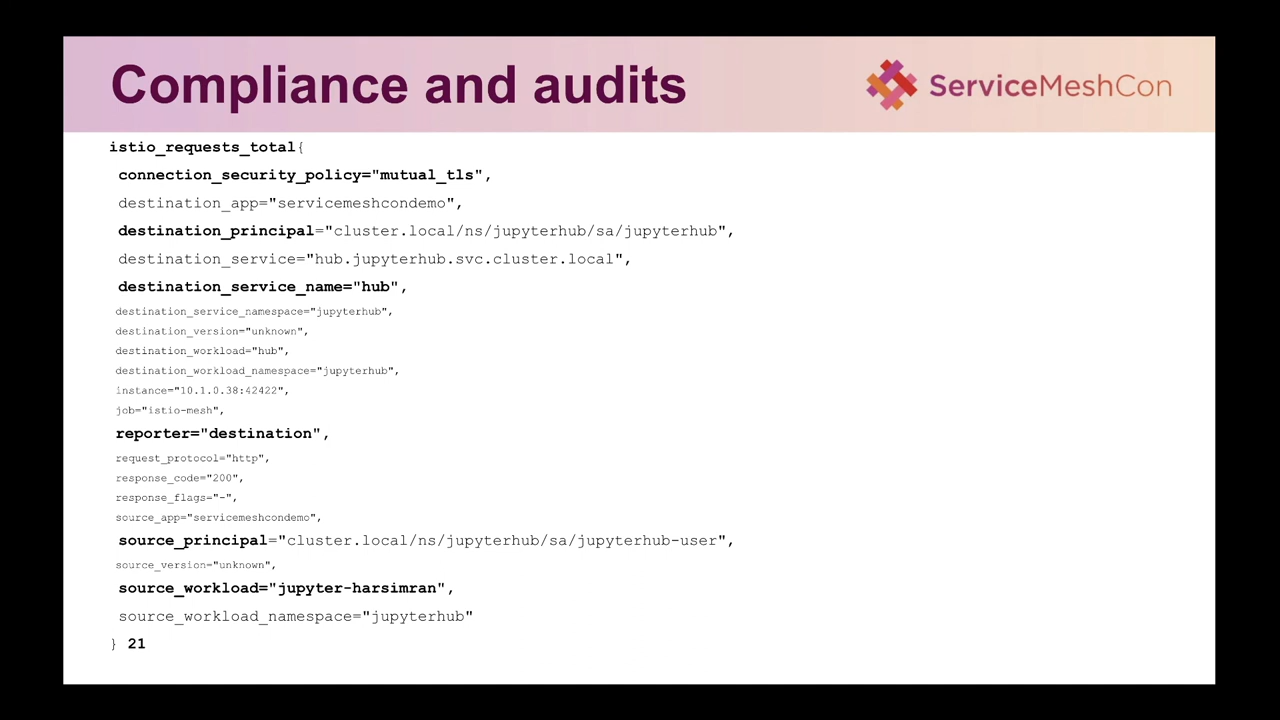 Compliance and audits
ServiceMeshCon
istio_requests_total{
connection_security_policy="mutual_tls",
destination_app="servicemeshcondemo",
destination_principal="cluster.local/ns/jupyterhub/sa/jupyterhub",
destination_service="hub.jupyterhub.svc.cluster.local",
destination_service_name="hub",
destination_service_namespace="jupyterhub",
destination_version="unknown",
destination_workload="hub",
destination_workload_namespace="jupyterhub",
instance="10.1.0.38:42422",
job="istio-mesh",
reporter="destination",
request_protocol="http",
response_code="200",
response_flags="-",
source_app="servicemeshcondemo",
source_principal="cluster.local/ns/jupyterhub/sa/jupyterhub-user",
source_version="unknown",
source_workload="jupyter-harsimran",
source_workload_namespace="jupyterhub"
} 21